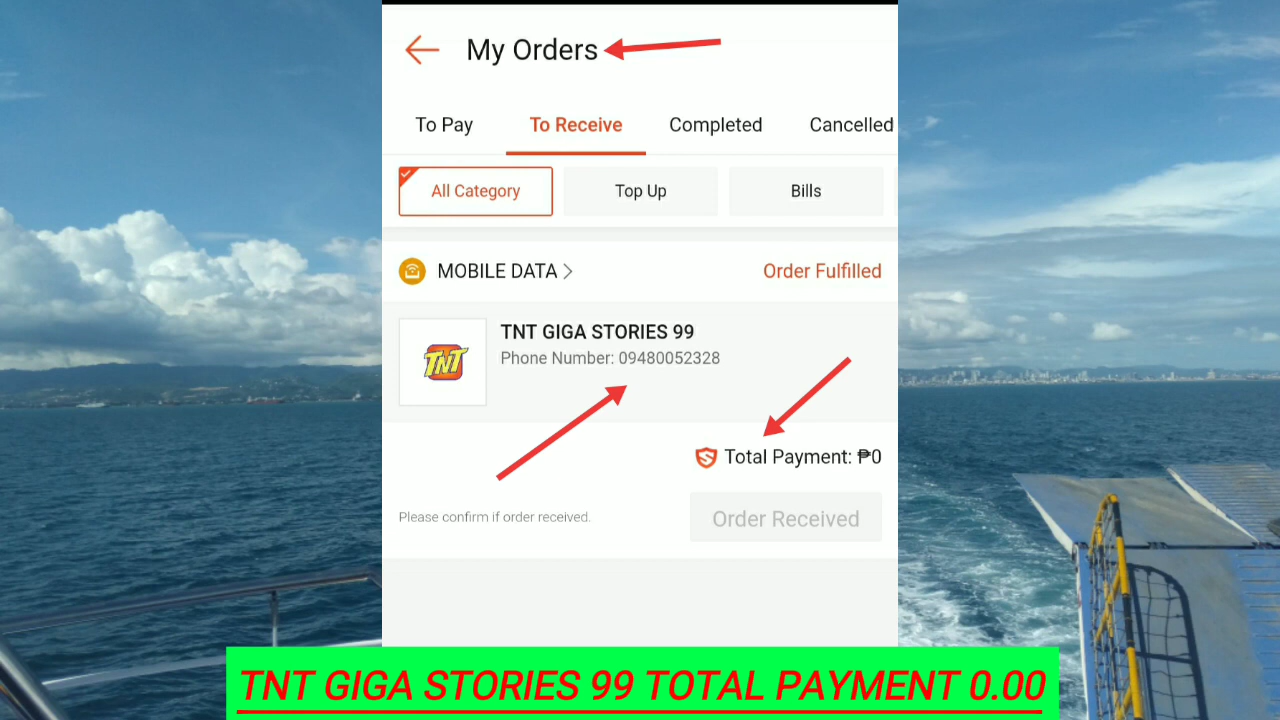 My Orders
To Pay To Receive Completed Cancelled
All Category Top Up Bills
MOBILE DATA Order Fulfilled
TNT
TNT GIGA STORIES 99
Phone Number: 09480052328
Total Payment: ₱0
Please confirm if order received.
Order Received
TNT GIGA STORIES 99 TOTAL PAYMENT 0.00